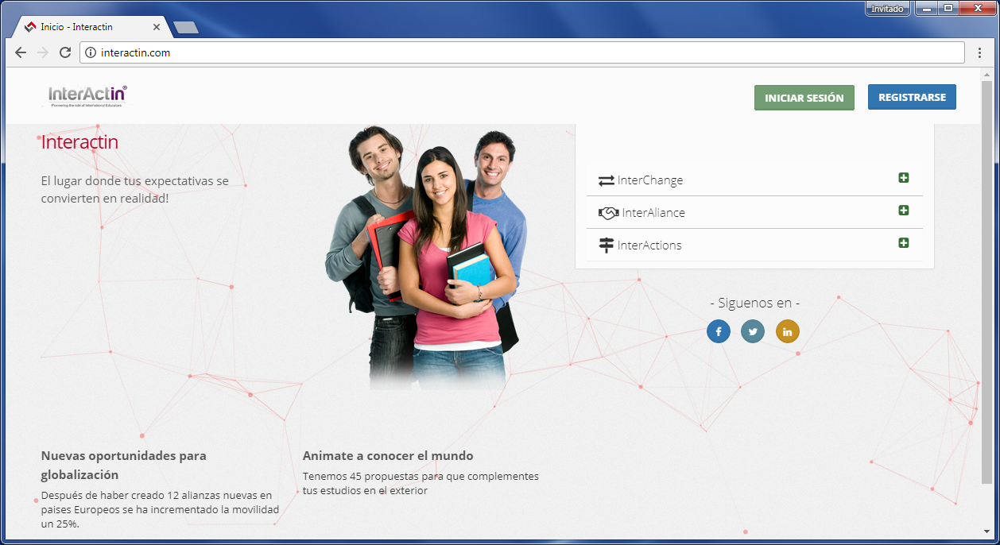 Invitado
Inicio - Interactin
interactin.com
InterActin®
Pioneering the role of International Educators
INICIAR SESIÓN
REGISTRARSE
Interactin
El lugar donde tus expectativas se
convierten en realidad!
InterChange
InterAliance
InterActions
- Siguenos en -
Nuevas oportunidades para
globalización
Después de haber creado 12 alianzas nuevas en
paises Europeos se ha incrementado la movilidad
un 25%.
Animate a conocer el mundo
Tenemos 45 propuestas para que complementes
tus estudios en el exterior